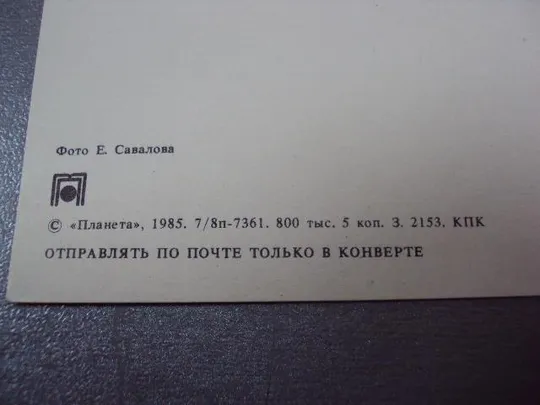 Фото Е. Савалова
© «Планета», 1985. 7/8п-7361. 800 тыс. 5 коп. З. 2153. КПК
ОТПРАВЛЯТЬ ПО ПОЧТЕ ТОЛЬКО В КОНВЕРТЕ